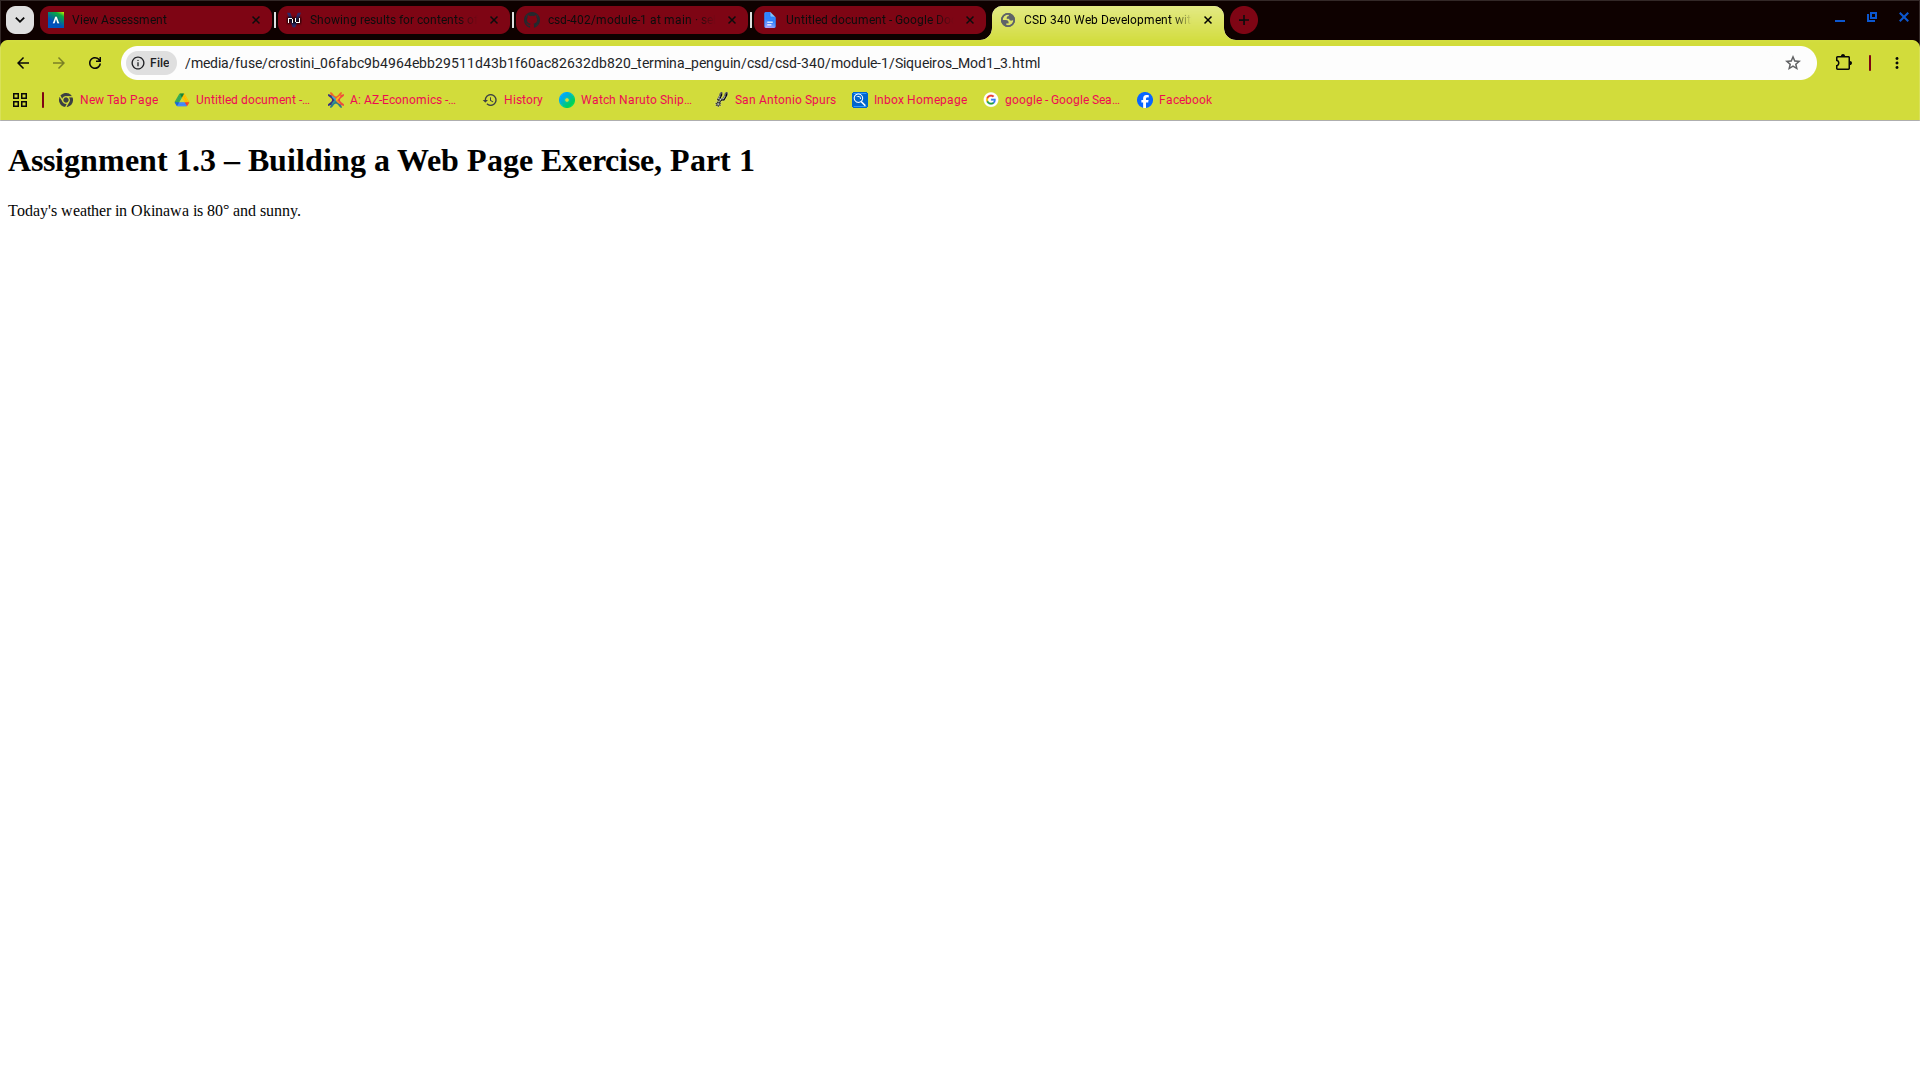 View Assessment
Showing results for contents o
csd-402/module-1 at main · se
Untitled document - Google Do
CSD 340 Web Development wit
File
/media/fuse/crostini_06fabc9b4964ebb29511d43b1f60ac82632db820_termina_penguin/csd/csd-340/module-1/Siqueiros_Mod1_3.html
New Tab Page
Untitled document -...
A: AZ-Economics -...
History
Watch Naruto Ship...
San Antonio Spurs
Inbox Homepage
google - Google Sea...
Facebook
Assignment 1.3 – Building a Web Page Exercise, Part 1
Today's weather in Okinawa is 80° and sunny.